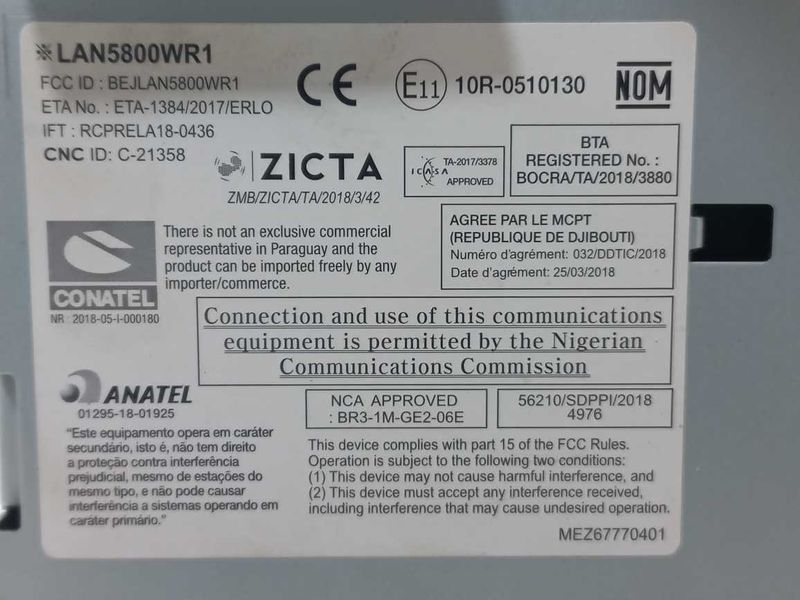 ※LAN5800WR1
FCC ID : BEJLAN5800WR1
ETA No. : ETA-1384/2017/ERLO
IFT : RCPRELA18-0436
CNC ID: C-21358
CE
E11 10R-0510130
NOM
ZICTA
ZMB/ZICTA/TA/2018/3/42
ICASA
TA-2017/3378
APPROVED
BTA
REGISTERED No. :
BOCRA/TA/2018/3880
CONATEL
NR : 2018-05-I-000180
There is not an exclusive commercial
representative in Paraguay and the
product can be imported freely by any
importer/commerce.
AGREE PAR LE MCPT
(REPUBLIQUE DE DJIBOUTI)
Numéro d'agrément: 032/DDTIC/2018
Date d'agrément: 25/03/2018
Connection and use of this communications
equipment is permitted by the Nigerian
Communications Commission
ANATEL
01295-18-01925
NCA APPROVED
: BR3-1M-GE2-06E
56210/SDPPI/2018
4976
"Este equipamento opera em caráter
secundário, isto é, não tem direito
a proteção contra interferência
prejudicial, mesmo de estações do
mesmo tipo, e não pode causar
interferência a sistemas operando em
caráter primário."
This device complies with part 15 of the FCC Rules.
Operation is subject to the following two conditions:
(1) This device may not cause harmful interference, and
(2) This device must accept any interference received,
including interference that may cause undesired operation.
MEZ67770401